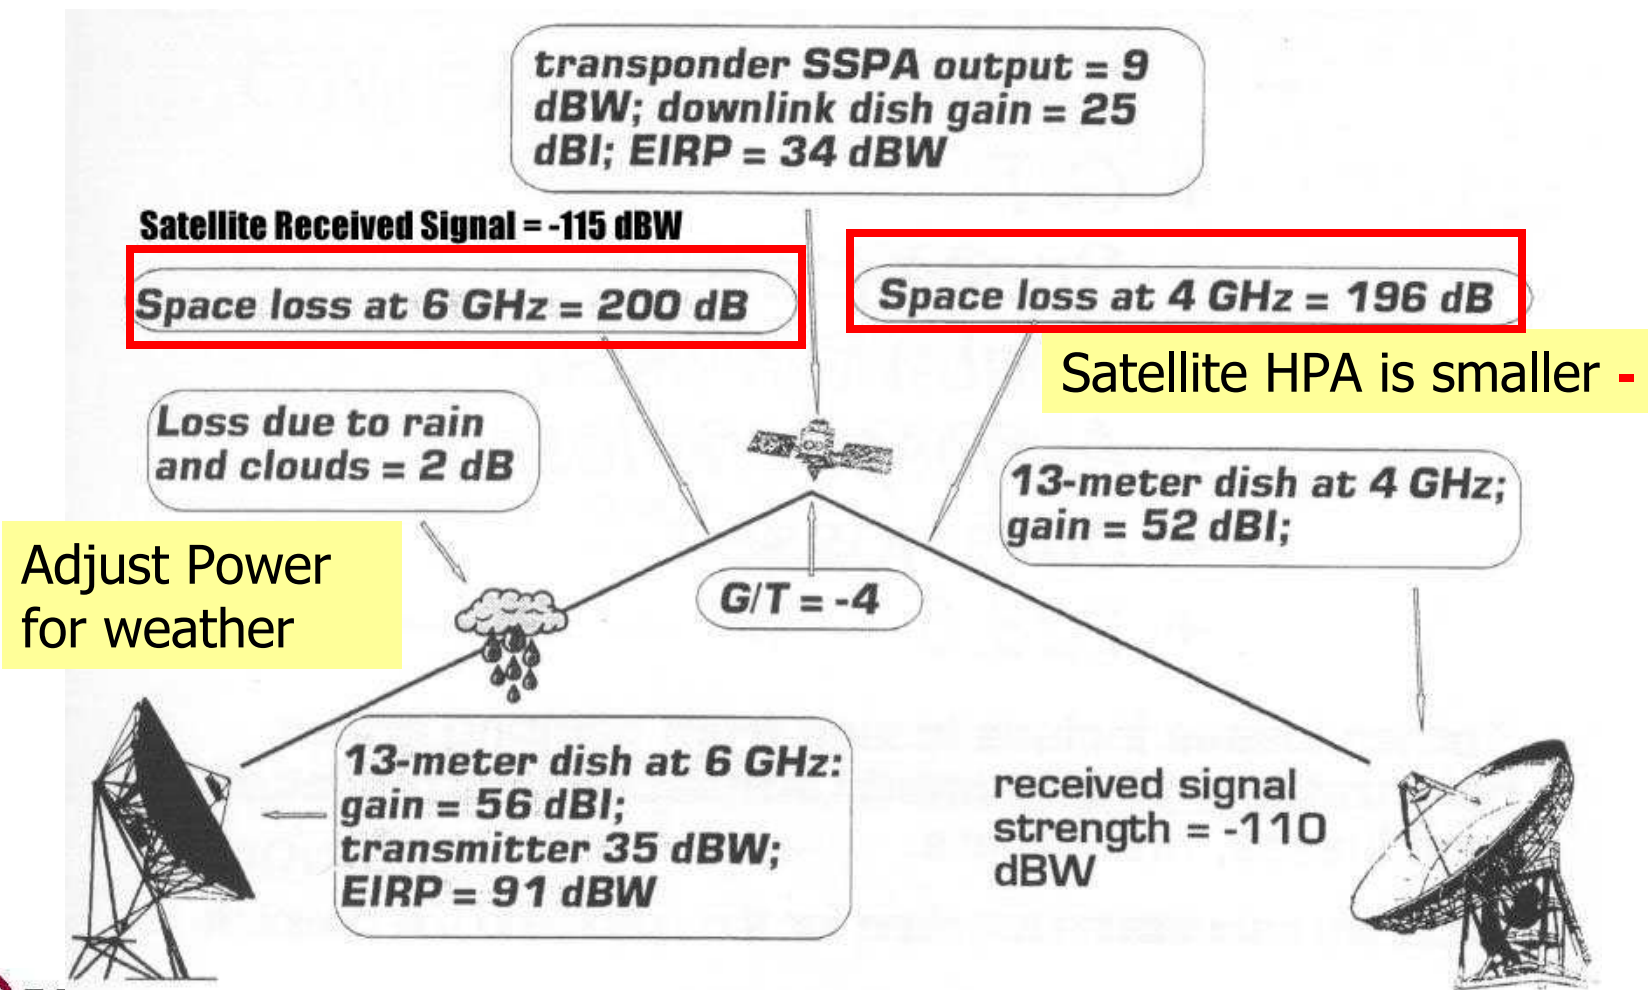 transponder SSPA output = 9
dBW; downlink dish gain = 25
dBI; EIRP = 34 dBW
Satellite Received Signal = -115 dBW
Space loss at 6 GHz = 200 dB
Space loss at 4 GHz = 196 dB
Satellite HPA is smaller -
Loss due to rain
and clouds = 2 dB
13-meter dish at 4 GHz;
gain = 52 dBI;
Adjust Power
for weather
G/T = -4
13-meter dish at 6 GHz:
gain = 56 dBI;
transmitter 35 dBW;
EIRP = 91 dBW
received signal
strength = -110
dBW